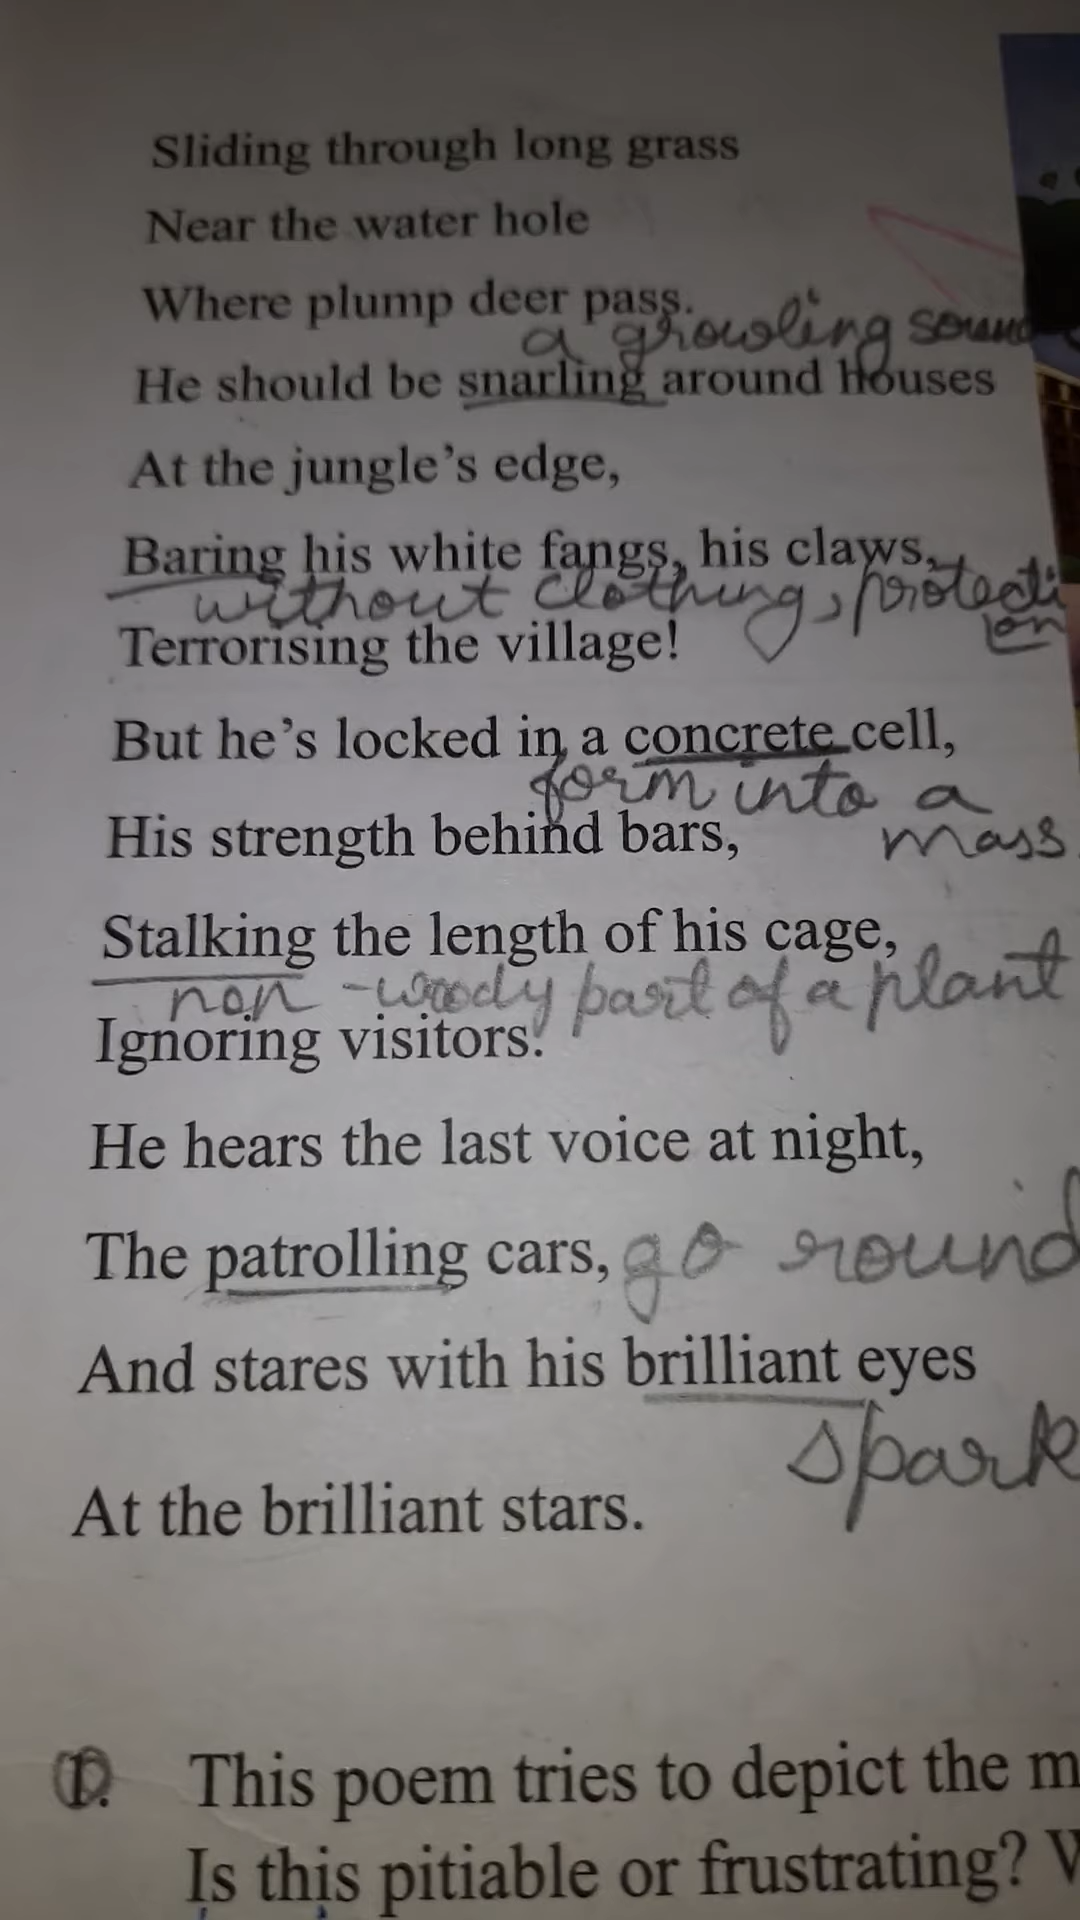 Sliding through long grass
Near the water hole
Where plump deer pass.
a growling sound
He should be snarling around houses
At the jungle's edge,
Baring his white fangs, his claws,
without clothing, protection
Terrorising the village!
But he's locked in a concrete cell,
form into a mass
His strength behind bars,
Stalking the length of his cage,
non-woody part of a plant
Ignoring visitors.
He hears the last voice at night,
The patrolling cars, go round
And stares with his brilliant eyes
spark
At the brilliant stars.
1. This poem tries to depict the m
Is this pitiable or frustrating? W